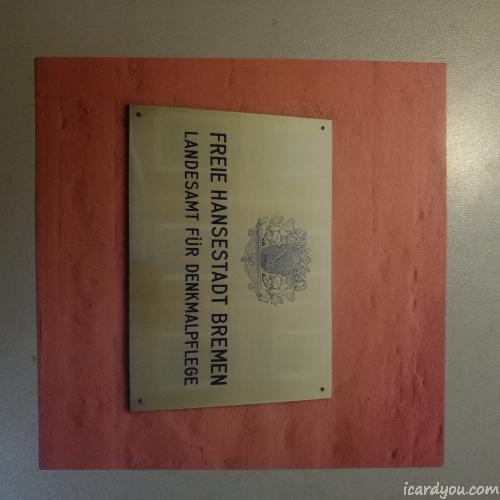 FREIE HANSESTADT BREMEN
LANDESAMT FÜR DENKMALPFLEGE
icardyou.com